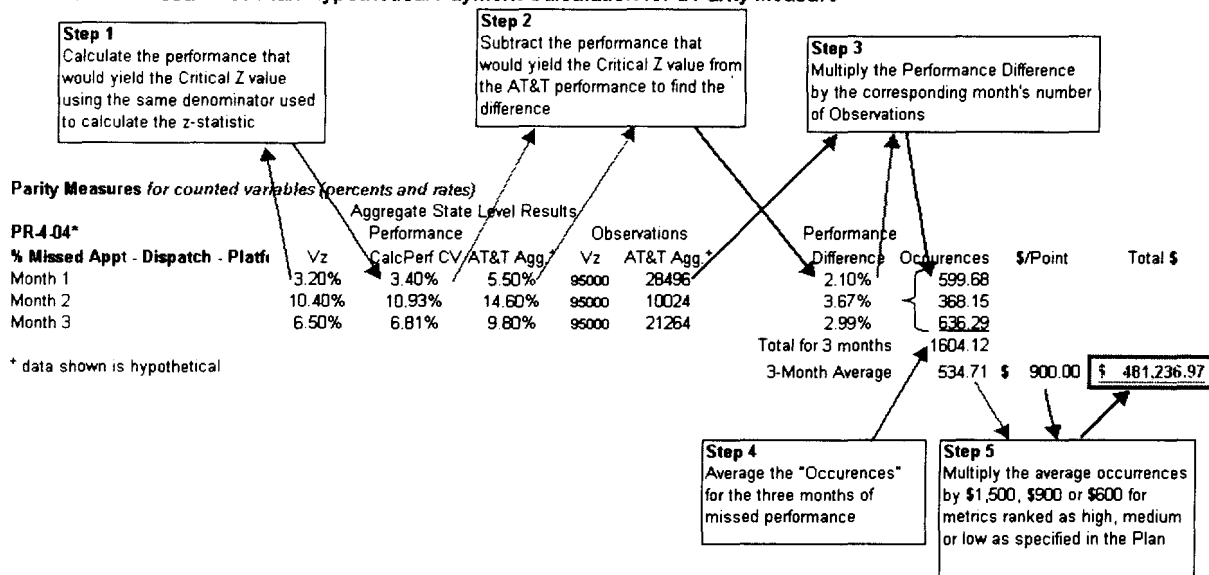 Step 1
Calculate the performance that
would yield the Critical Z value
using the same denominator used
to calculate the z-statistic
Step 2
Subtract the performance that
would yield the Critical Z value from
the AT&T performance to find the
difference
Step 3
Multiply the Performance Difference
by the corresponding month's number
of Observations
Parity Measures for counted variables (percents and rates)
Aggregate State Level Results
PR-4-04* Performance Observations Performance
% Missed Appt - Dispatch - Platf Vz CalcPerf CV AT&T Agg.+ Vz AT&T Agg.+ Difference Occurences $/Point Total $
Month 1 3.20% 3.40% 5.50% 95000 28496 2.10% 599.68
Month 2 10.40% 10.93% 14.60% 95000 10024 3.67% 368.15
Month 3 6.50% 6.81% 9.80% 95000 21264 2.99% 636.29
Total for 3 months 1604.12
+ data shown is hypothetical
3-Month Average 534.71 $ 900.00 $ 481,236.97
Step 4
Average the "Occurences"
for the three months of
missed performance
Step 5
Multiply the average occurrences
by $1,500, $900 or $600 for
metrics ranked as high, medium
or low as specified in the Plan